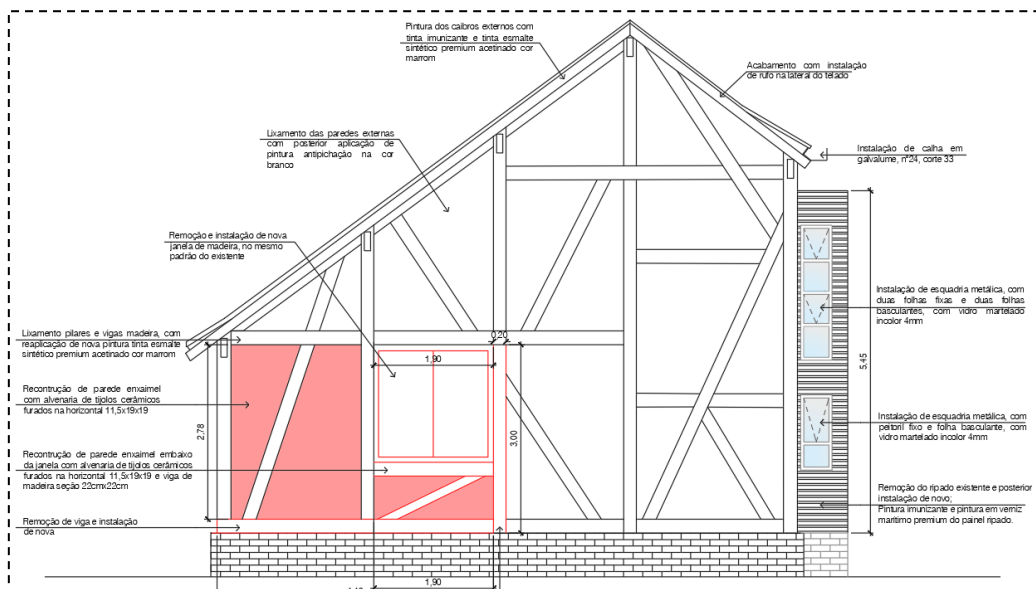 Pintura dos caibros externos com
tinta imunizante e tinta esmalte
sintético premium acetinado cor
marrom
Acabamento com instalação
de rufo na lateral do telado
Lixamento das paredes externas
com posterior aplicação de
pintura antipichação na cor
branco
Instalação de calha em
galvalume, n°24, corte 33
Remoção e instalação de nova
janela de madeira, no mesmo
padrão do existente
Instalação de esquadria metálica, com
duas folhas fixas e duas folhas
basculantes, com vidro martelado
incolor 4mm
Lixamento pilares e vigas madeira, com
reaplicação de nova pintura tinta esmalte
sintético premium acetinado cor marrom
0,20
1,90
5,45
Recontrução de parede enxaimel
com alvenaria de tijolos cerâmicos
furados na horizontal 11,5x19x19
2,78
3,00
Instalação de esquadria metálica, com
peitoril fixo e folha basculante, com
vidro martelado incolor 4mm
Recontrução de parede enxaimel embaixo
da janela com alvenaria de tijolos cerâmicos
furados na horizontal 11,5x19x19 e viga de
madeira seção 22cmx22cm
Remoção do ripado existente e posterior
instalação de novo;
Pintura imunizante e pintura em verniz
marítimo premium do painel ripado.
Remoção de viga e instalação
de nova
1,90